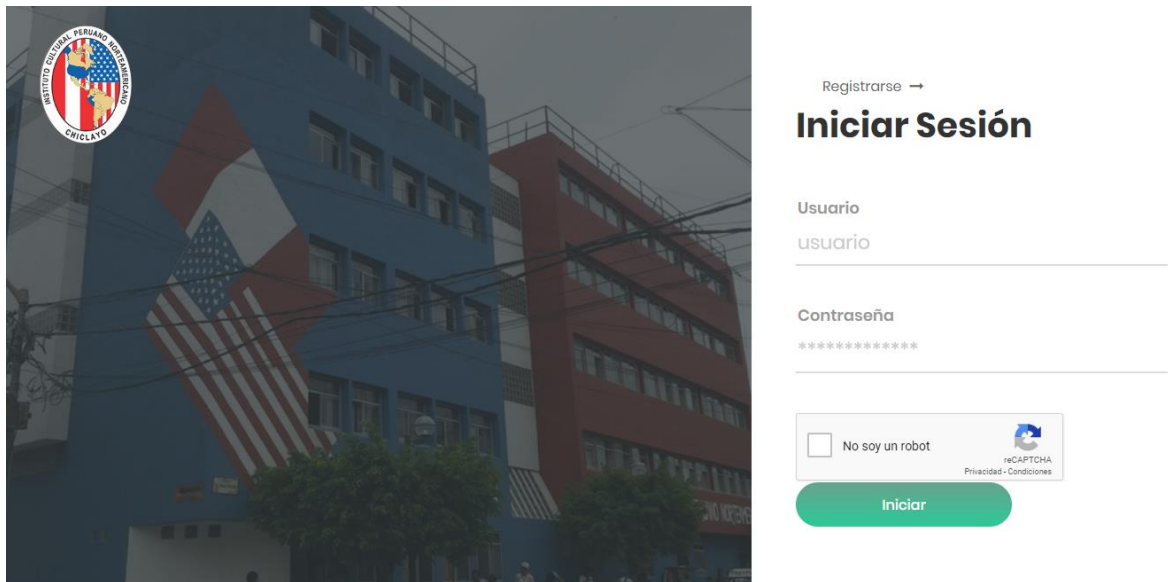 INSTITUTO CULTURAL PERUANO NORTEAMERICANO
CHICLAYO
Registrarse →
Iniciar Sesión
Usuario
usuario
Contraseña
*************
No soy un robot
reCAPTCHA
Privacidad - Condiciones
Iniciar